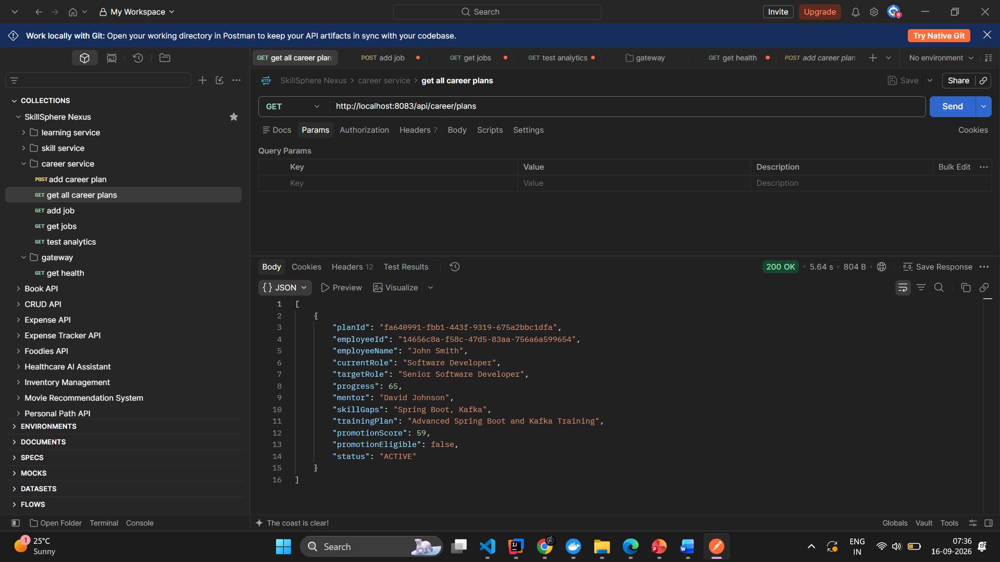 My Workspace
Search
Invite
Upgrade
Work locally with Git: Open your working directory in Postman to keep your API artifacts in sync with your codebase.
Try Native Git
GET get all career plan
POST add job
GET get jobs
GET test analytics
gateway
GET get health
POST add career plan
No environment
HTTP SkillSphere Nexus > career service > get all career plans
Save
Share
COLLECTIONS
SkillSphere Nexus
learning service
skill service
career service
POST add career plan
GET get all career plans
GET add job
GET get jobs
GET test analytics
gateway
GET get health
Book API
CRUD API
Expense API
Expense Tracker API
Foodies API
Healthcare AI Assistant
Inventory Management
Movie Recommendation System
Personal Path API
ENVIRONMENTS
DOCUMENTS
SPECS
MOCKS
DATASETS
FLOWS
GET
http://localhost:8083/api/career/plans
Send
Docs Params Authorization Headers 7 Body Scripts Settings
Cookies
Query Params
Key Value Description Bulk Edit
Key Value Description
Body Cookies Headers 12 Test Results
200 OK 5.64 s 804 B
e.g. Save Response
{} JSON Preview Visualize
1 [
2 {
3 "planId": "fa640991-fbb1-443f-9319-675a2bbc1dfa",
4 "employeeId": "14656c8a-f58c-47d5-83aa-756a6a599654",
5 "employeeName": "John Smith",
6 "currentRole": "Software Developer",
7 "targetRole": "Senior Software Developer",
8 "progress": 65,
9 "mentor": "David Johnson",
10 "skillGaps": "Spring Boot, Kafka",
11 "trainingPlan": "Advanced Spring Boot and Kafka Training",
12 "promotionScore": 59,
13 "promotionEligible": false,
14 "status": "ACTIVE"
15 }
16 ]
Open Folder Terminal Console
The coast is clear!
Globals Vault Tools
1
25°C
Sunny
Search
ENG
IN
07:36
16-09-2026